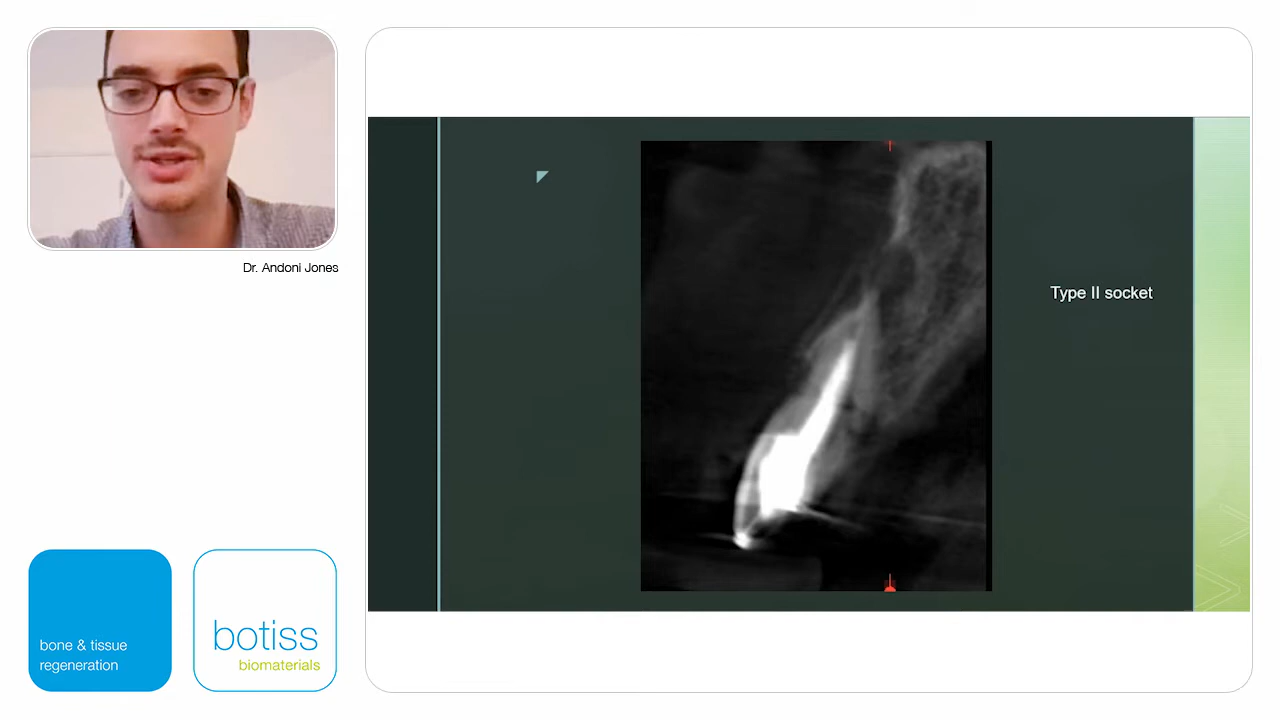 Dr. Andoni Jones
Type II socket
bone & tissue
regeneration
botiss
biomaterials